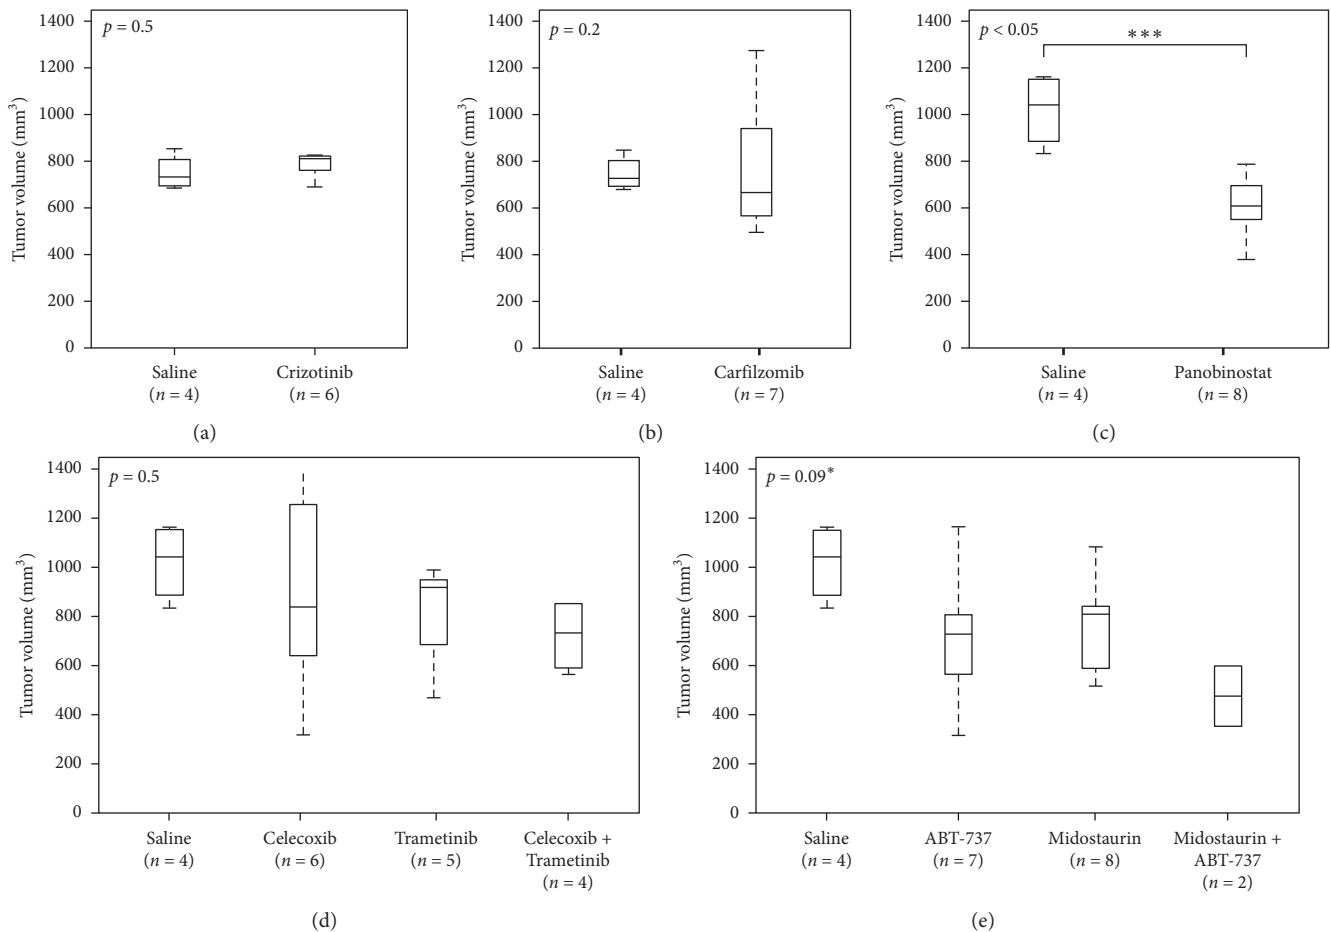 1400
1200
1000
800
600
400
200
0
Tumor volume (mm³)
p = 0.5
Saline
(n = 4)
Crizotinib
(n = 6)
(a)
1400
1200
1000
800
600
400
200
0
Tumor volume (mm³)
p = 0.2
Saline
(n = 4)
Carfilzomib
(n = 7)
(b)
1400
1200
1000
800
600
400
200
0
Tumor volume (mm³)
p < 0.05
***
Saline
(n = 4)
Panobinostat
(n = 8)
(c)
1400
1200
1000
800
600
400
200
0
Tumor volume (mm³)
p = 0.5
Saline
(n = 4)
Celecoxib
(n = 6)
Trametinib
(n = 5)
Celecoxib +
Trametinib
(n = 4)
(d)
1400
1200
1000
800
600
400
200
0
Tumor volume (mm³)
p = 0.09*
Saline
(n = 4)
ABT-737
(n = 7)
Midostaurin
(n = 8)
Midostaurin +
ABT-737
(n = 2)
(e)